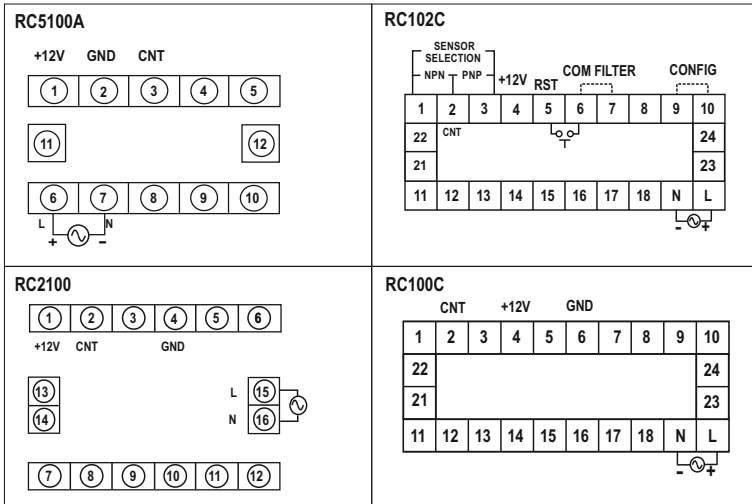 RC5100A
+12V GND CNT
1 2 3 4 5
11 12
6 7 8 9 10
L N
+ -
RC102C
SENSOR
SELECTION
NPN PNP +12V RST COM FILTER CONFIG
1 2 3 4 5 6 7 8 9 10
22 CNT 24
21 23
11 12 13 14 15 16 17 18 N L
- +
RC2100
1 2 3 4 5 6
+12V CNT GND
13 L 15
14 N 16
7 8 9 10 11 12
RC100C
CNT +12V GND
1 2 3 4 5 6 7 8 9 10
22 24
21 23
11 12 13 14 15 16 17 18 N L
- +